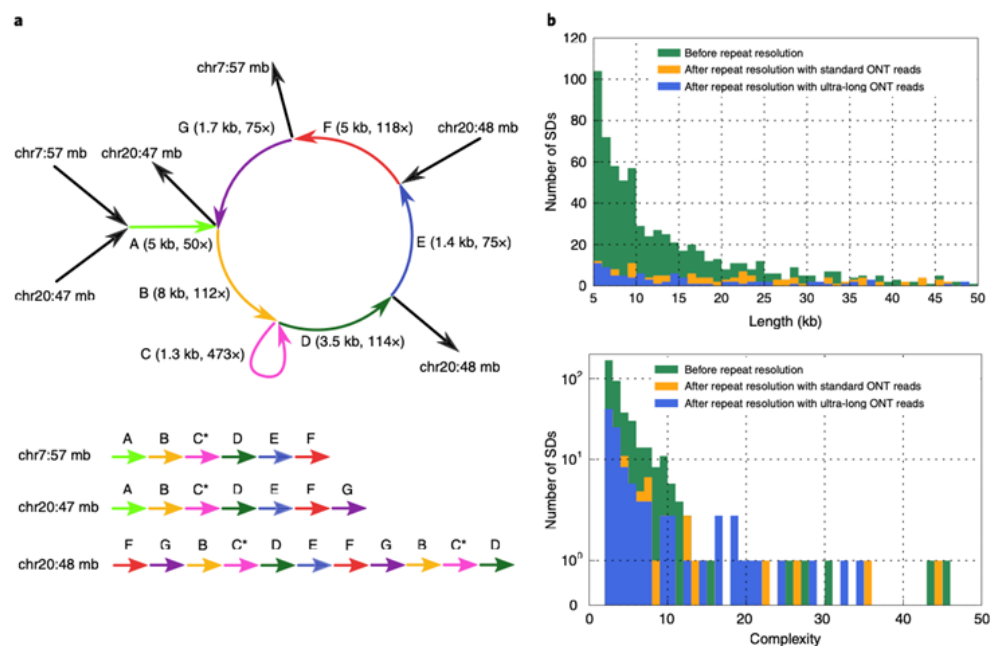 a
chr7:57 mb
G (1.7 kb, 75×)
F (5 kb, 118×)
chr20:48 mb
chr7:57 mb
chr20:47 mb
A (5 kb, 50×)
E (1.4 kb, 75×)
chr20:47 mb
B (8 kb, 112×)
D (3.5 kb, 114×)
C (1.3 kb, 473×)
chr20:48 mb
A B C* D E F
chr7:57 mb
A B C* D E F G
chr20:47 mb
F G B C* D E F G B C* D
chr20:48 mb
b
120
100
80
60
40
20
0
Number of SDs
Before repeat resolution
After repeat resolution with standard ONT reads
After repeat resolution with ultra-long ONT reads
5 10 15 20 25 30 35 40 45 50
Length (kb)
10²
10¹
10⁰
0
Number of SDs
Before repeat resolution
After repeat resolution with standard ONT reads
After repeat resolution with ultra-long ONT reads
0 10 20 30 40 50
Complexity